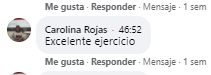 Me gusta · Responder · Mensaje · 1 sem
Carolina Rojas · 46:52
Excelente ejercicio
Me gusta · Responder · Mensaje · 1 sem